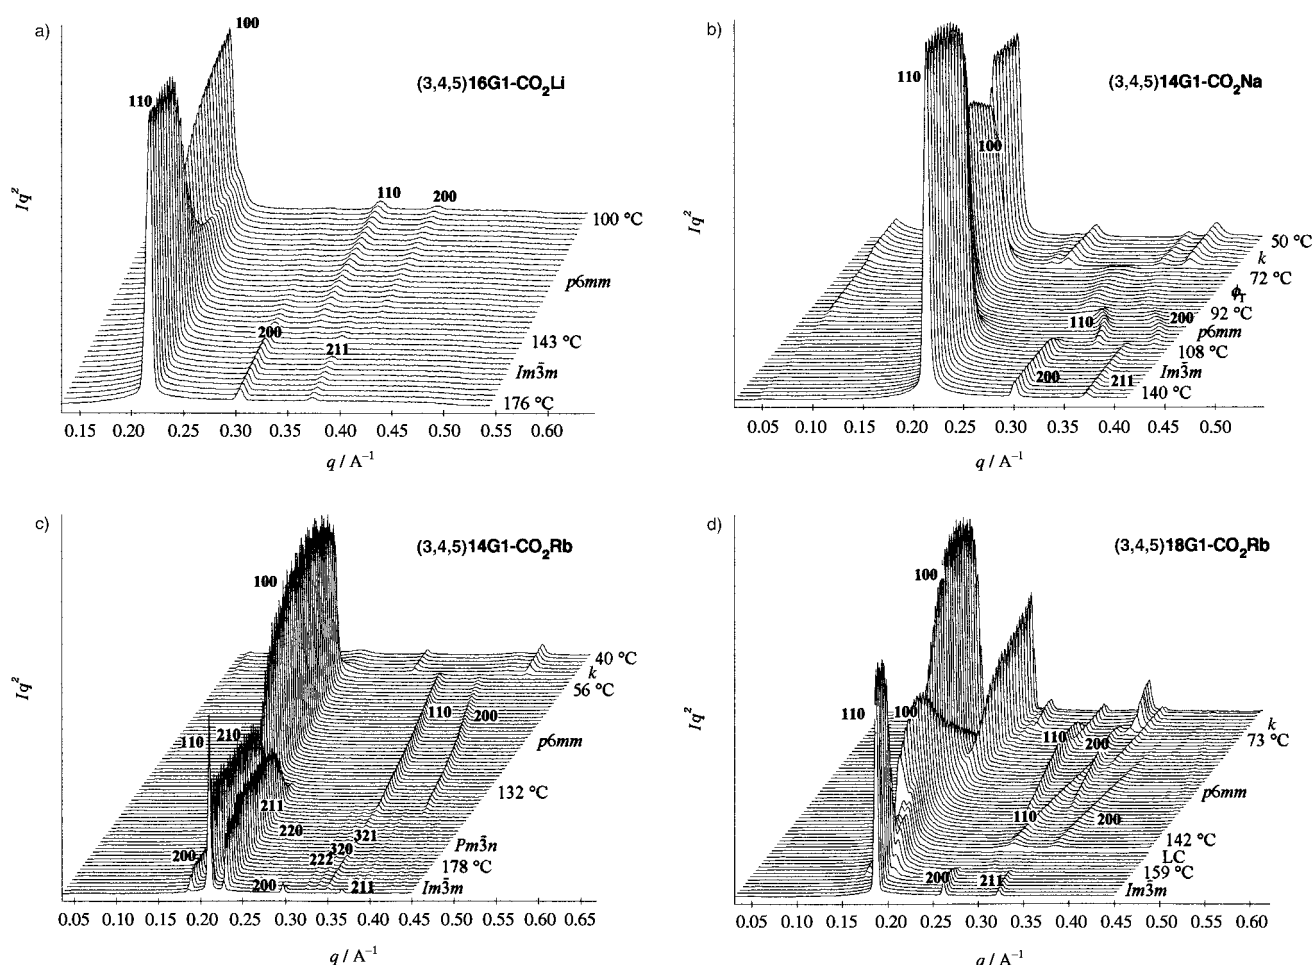 a)
100
(3,4,5)16G1-CO2Li
110
110
200
100 °C
p6mm
200
143 °C
211
Im3̄m
176 °C
Iq2
0.15 0.20 0.25 0.30 0.35 0.40 0.45 0.50 0.55 0.60
q / A–1
b)
110
(3,4,5)14G1-CO2Na
100
50 °C
k
72 °C
ϕT
92 °C
110
200
p6mm
108 °C
Im3̄m
200
211
140 °C
Iq2
0.05 0.10 0.15 0.20 0.25 0.30 0.35 0.40 0.45 0.50
q / A–1
c)
(3,4,5)14G1-CO2Rb
100
40 °C
k
56 °C
110
200
110
210
p6mm
132 °C
211
220
321
320
Pm3̄n
200
222
178 °C
200
211
Im3̄m
Iq2
0.05 0.10 0.15 0.20 0.25 0.30 0.35 0.40 0.45 0.50 0.55 0.60 0.65
q / A–1
d)
(3,4,5)18G1-CO2Rb
100
110
100
k
73 °C
110
200
p6mm
110
200
142 °C
LC
159 °C
200
211
Im3̄m
Iq2
0.05 0.10 0.15 0.20 0.25 0.30 0.35 0.40 0.45 0.50 0.55 0.60
q / A–1